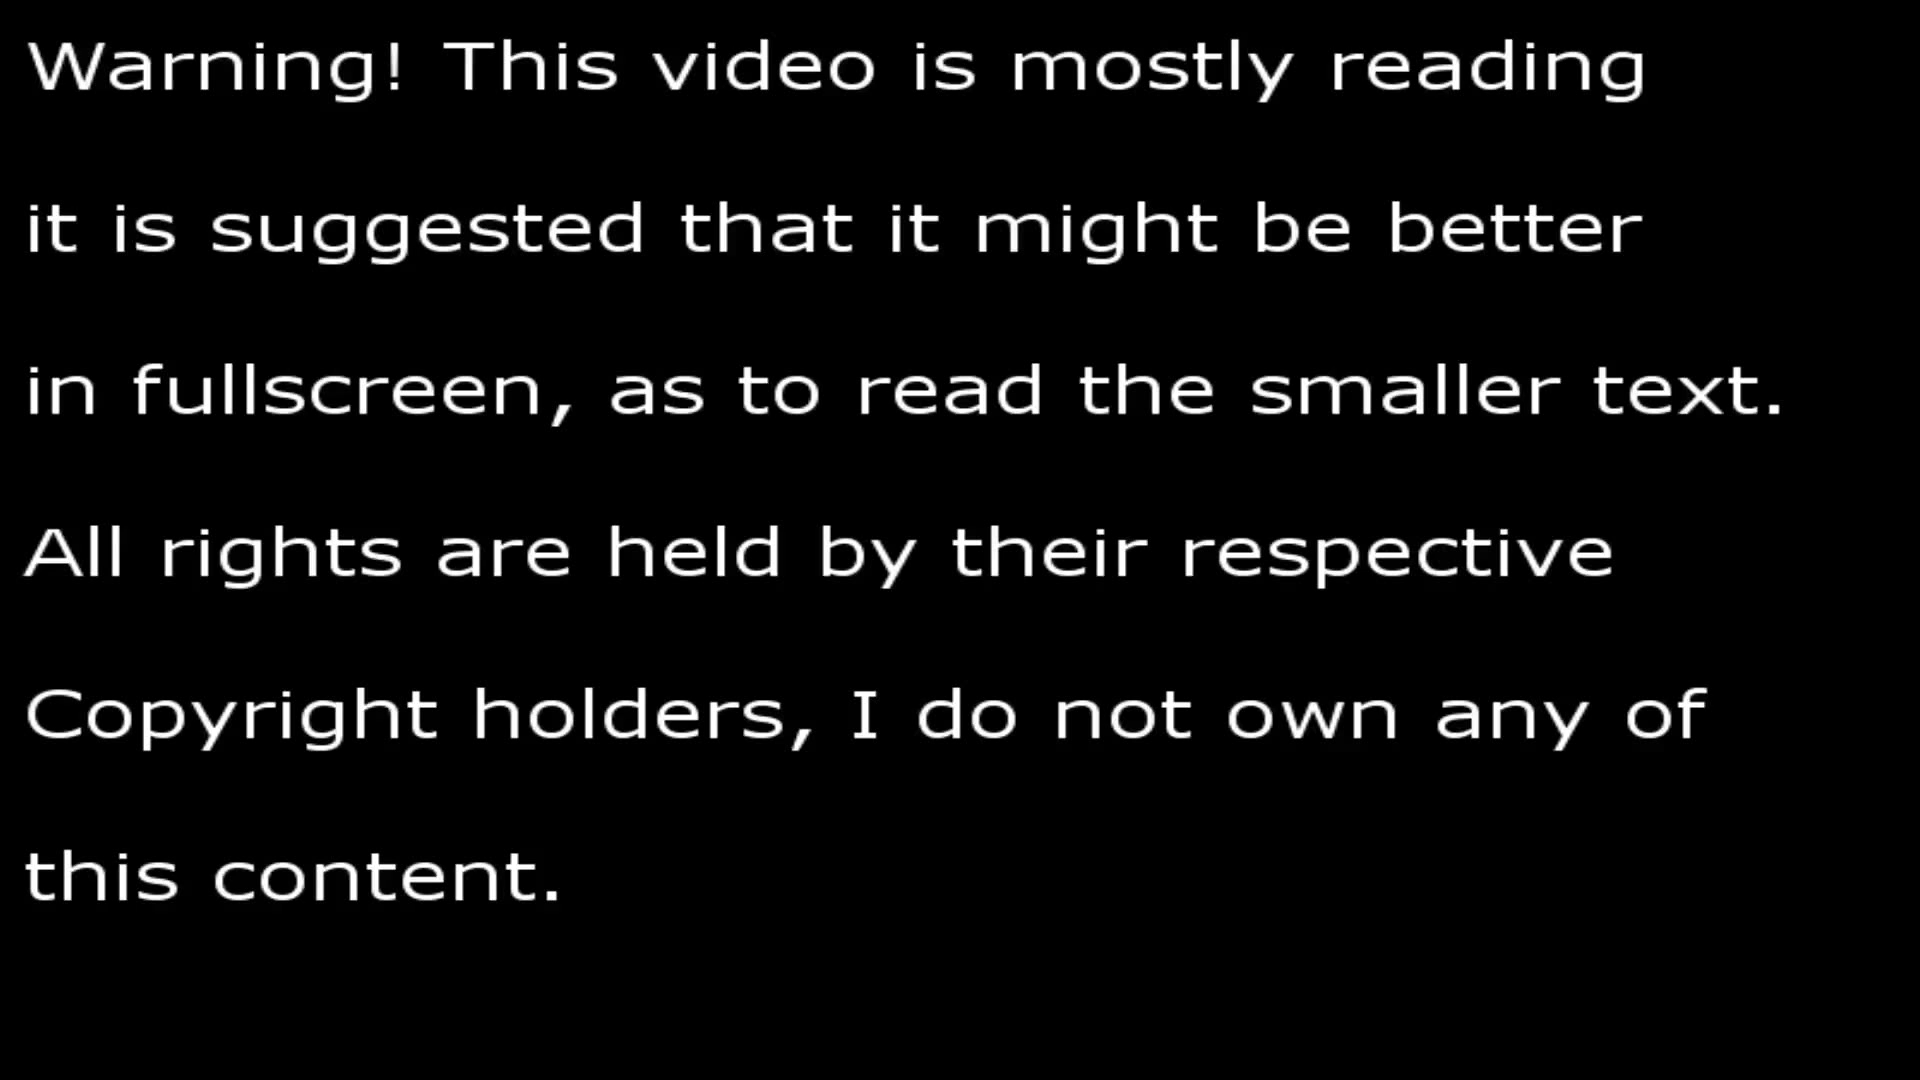 Warning! This video is mostly reading
it is suggested that it might be better
in fullscreen, as to read the smaller text.
All rights are held by their respective
Copyright holders, I do not own any of
this content.